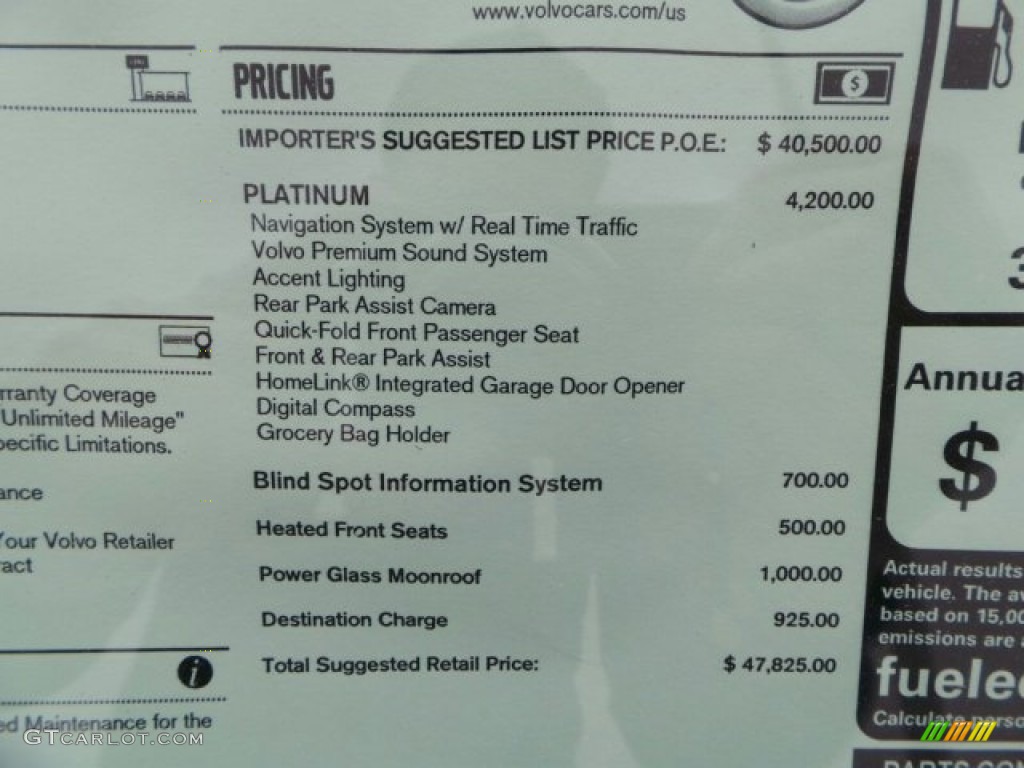 www.volvocars.com/us
PRICING
$
IMPORTER'S SUGGESTED LIST PRICE P.O.E.: $ 40,500.00
PLATINUM 4,200.00
Navigation System w/ Real Time Traffic
Volvo Premium Sound System
Accent Lighting
Rear Park Assist Camera
Quick-Fold Front Passenger Seat
Front & Rear Park Assist
HomeLink® Integrated Garage Door Opener
Digital Compass
Grocery Bag Holder
Blind Spot Information System 700.00
Heated Front Seats 500.00
Power Glass Moonroof 1,000.00
Destination Charge 925.00
Total Suggested Retail Price: $ 47,825.00
rranty Coverage
"Unlimited Mileage"
pecific Limitations.
ance
Your Volvo Retailer
ract
i
ed Maintenance for the
GTCARLOT.COM
3
Annua
$
Actual results
vehicle. The av
based on 15,00
emissions are
fuele
Calculate perso